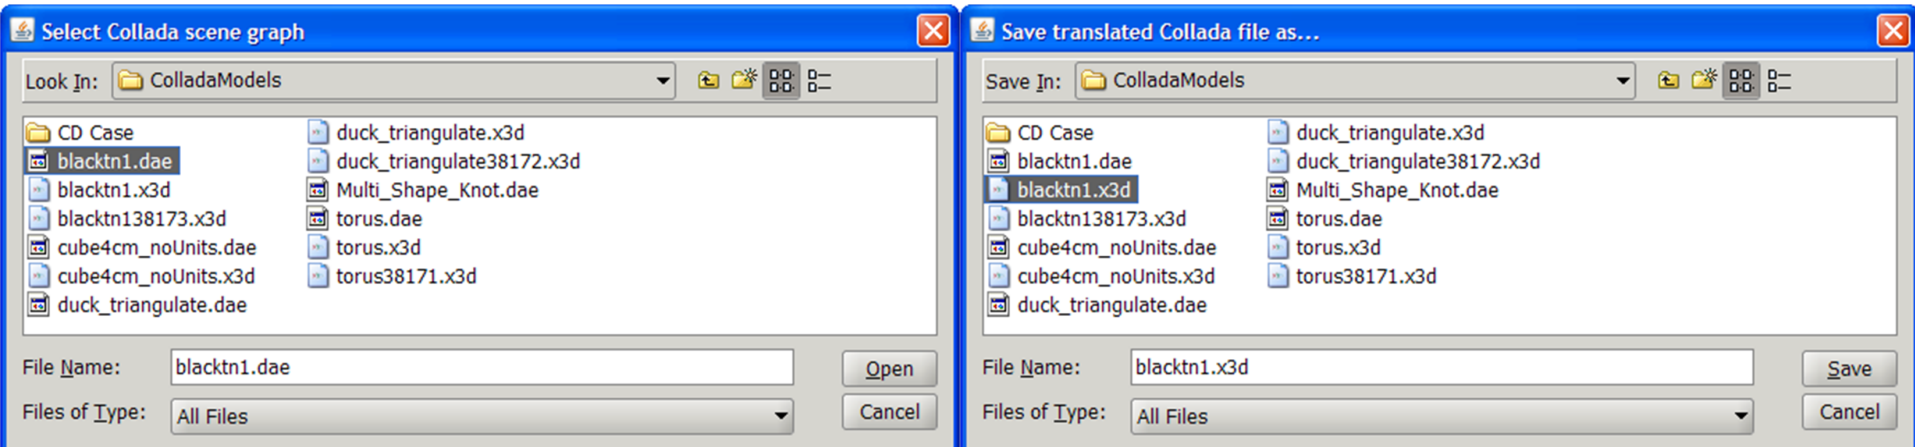 Select Collada scene graph
Look In: ColladaModels
CD Case
blacktn1.dae
blacktn1.x3d
blacktn138173.x3d
cube4cm_noUnits.dae
cube4cm_noUnits.x3d
duck_triangulate.dae
duck_triangulate.x3d
duck_triangulate38172.x3d
Multi_Shape_Knot.dae
torus.dae
torus.x3d
torus38171.x3d
File Name: blacktn1.dae
Open
Files of Type: All Files
Cancel
Save translated Collada file as...
Save In: ColladaModels
CD Case
blacktn1.dae
blacktn1.x3d
blacktn138173.x3d
cube4cm_noUnits.dae
cube4cm_noUnits.x3d
duck_triangulate.dae
duck_triangulate.x3d
duck_triangulate38172.x3d
Multi_Shape_Knot.dae
torus.dae
torus.x3d
torus38171.x3d
File Name: blacktn1.x3d
Save
Files of Type: All Files
Cancel